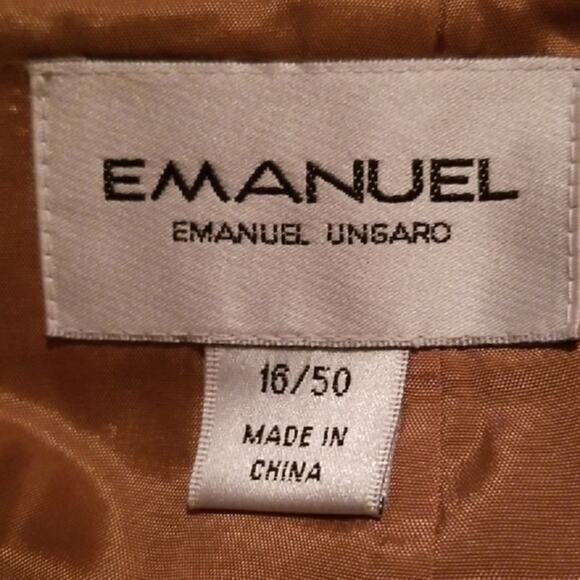 EMANUEL
EMANUEL UNGARO
16/50
MADE IN
CHINA